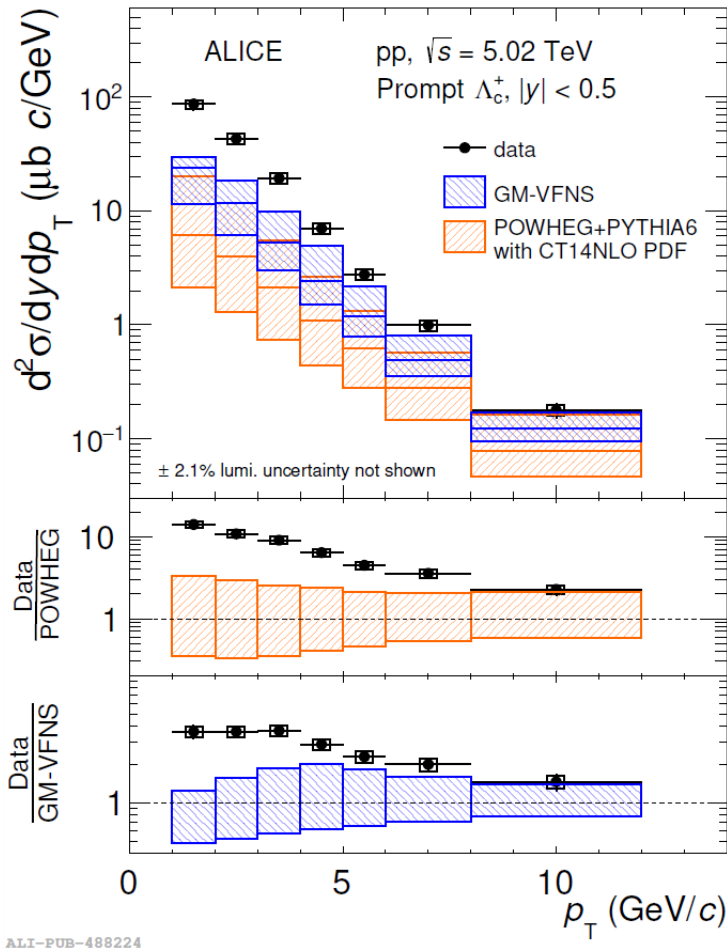 ALICE
pp, √s = 5.02 TeV
Prompt Λc+, |y| < 0.5
data
GM-VFNS
POWHEG+PYTHIA6
with CT14NLO PDF
d²σ/dydpT (μb c/GeV)
10²
10
1
10⁻¹
± 2.1% lumi. uncertainty not shown
Data
POWHEG
10
1
Data
GM-VFNS
1
0
5
10
pT (GeV/c)
ALI-PUB-488224